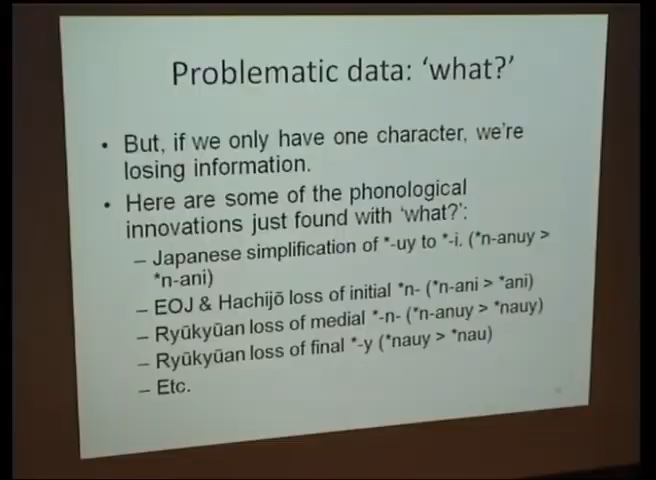 Problematic data: ‘what?’
• But, if we only have one character, we’re
losing information.
• Here are some of the phonological
innovations just found with ‘what?’:
– Japanese simplification of *-uy to *-i. (*n-anuy >
*n-ani)
– EOJ & Hachijō loss of initial *n- (*n-ani > *ani)
– Ryūkyūan loss of medial *-n- (*n-anuy > *nauy)
– Ryūkyūan loss of final *-y (*nauy > *nau)
– Etc.